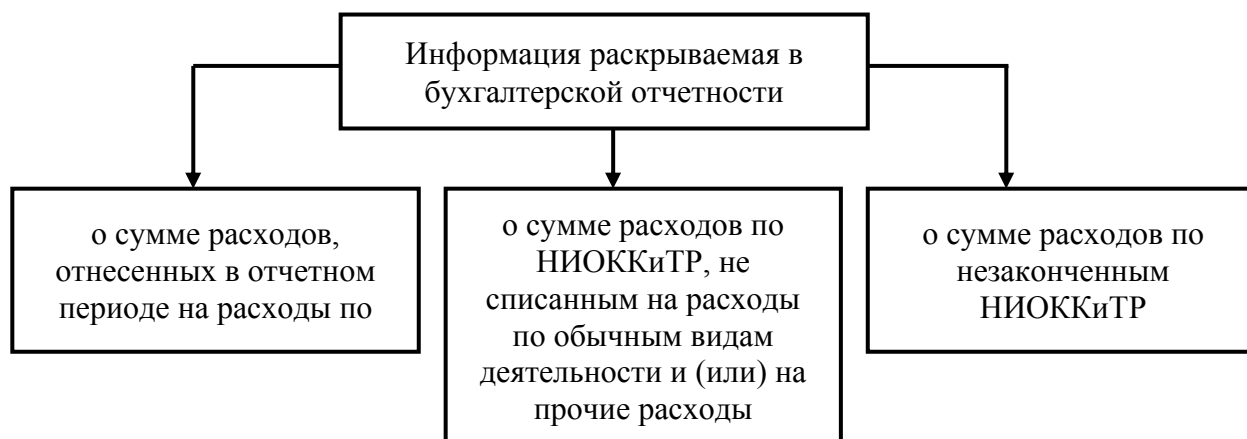 Информация раскрываемая в
бухгалтерской отчетности
о сумме расходов,
отнесенных в отчетном
периоде на расходы по
о сумме расходов по
НИОККиТР, не
списанным на расходы
по обычным видам
деятельности и (или) на
прочие расходы
о сумме расходов по
незаконченным
НИОККиТР